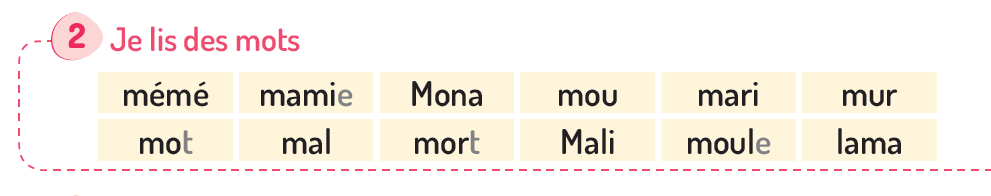 2 Je lis des mots
mémé mamie Mona mou mari mur
mot mal mort Mali moule lama